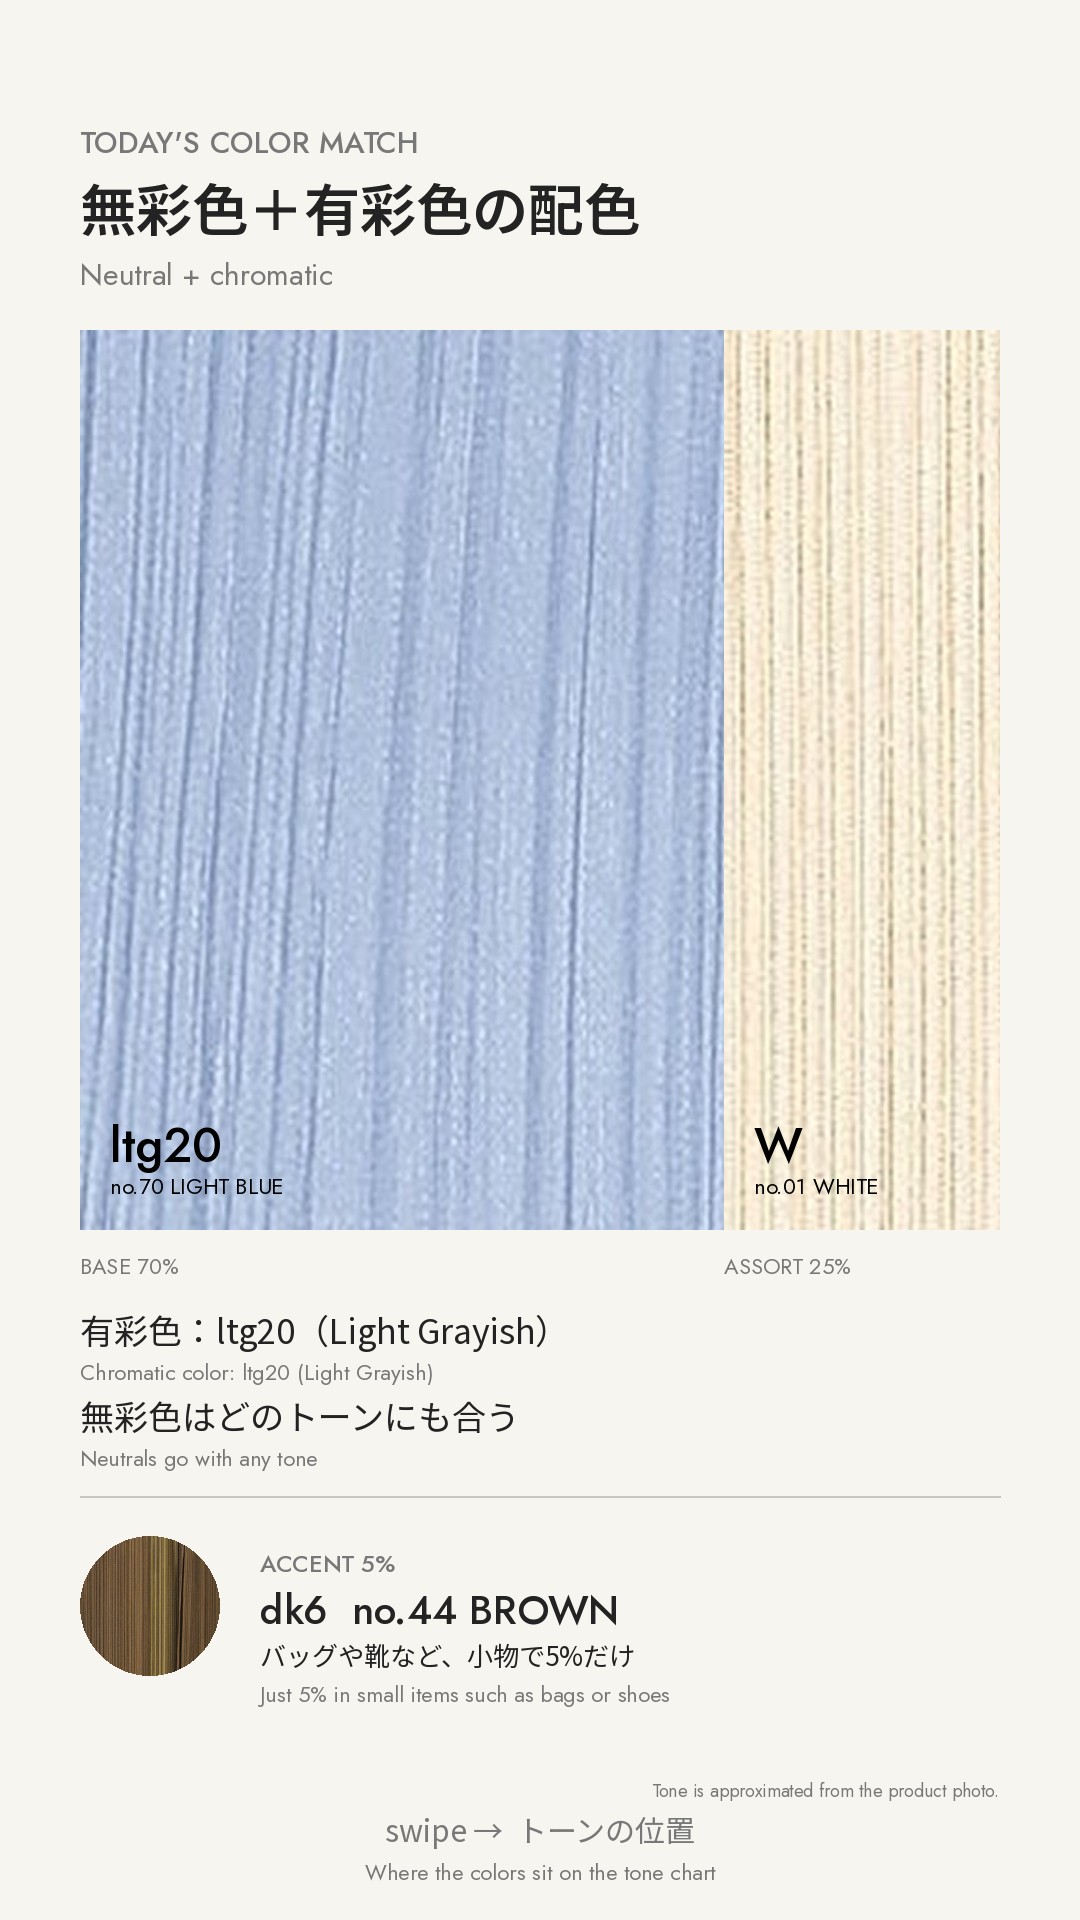 TODAY'S COLOR MATCH
無彩色＋有彩色の配色
Neutral + chromatic
ltg20
no.70 LIGHT BLUE
W
no.01 WHITE
BASE 70%
ASSORT 25%
有彩色：ltg20（Light Grayish）
Chromatic color: ltg20 (Light Grayish)
無彩色はどのトーンにも合う
Neutrals go with any tone
ACCENT 5%
dk6 no.44 BROWN
バッグや靴など、小物で5%だけ
Just 5% in small items such as bags or shoes
Tone is approximated from the product photo.
swipe→ トーンの位置
Where the colors sit on the tone chart